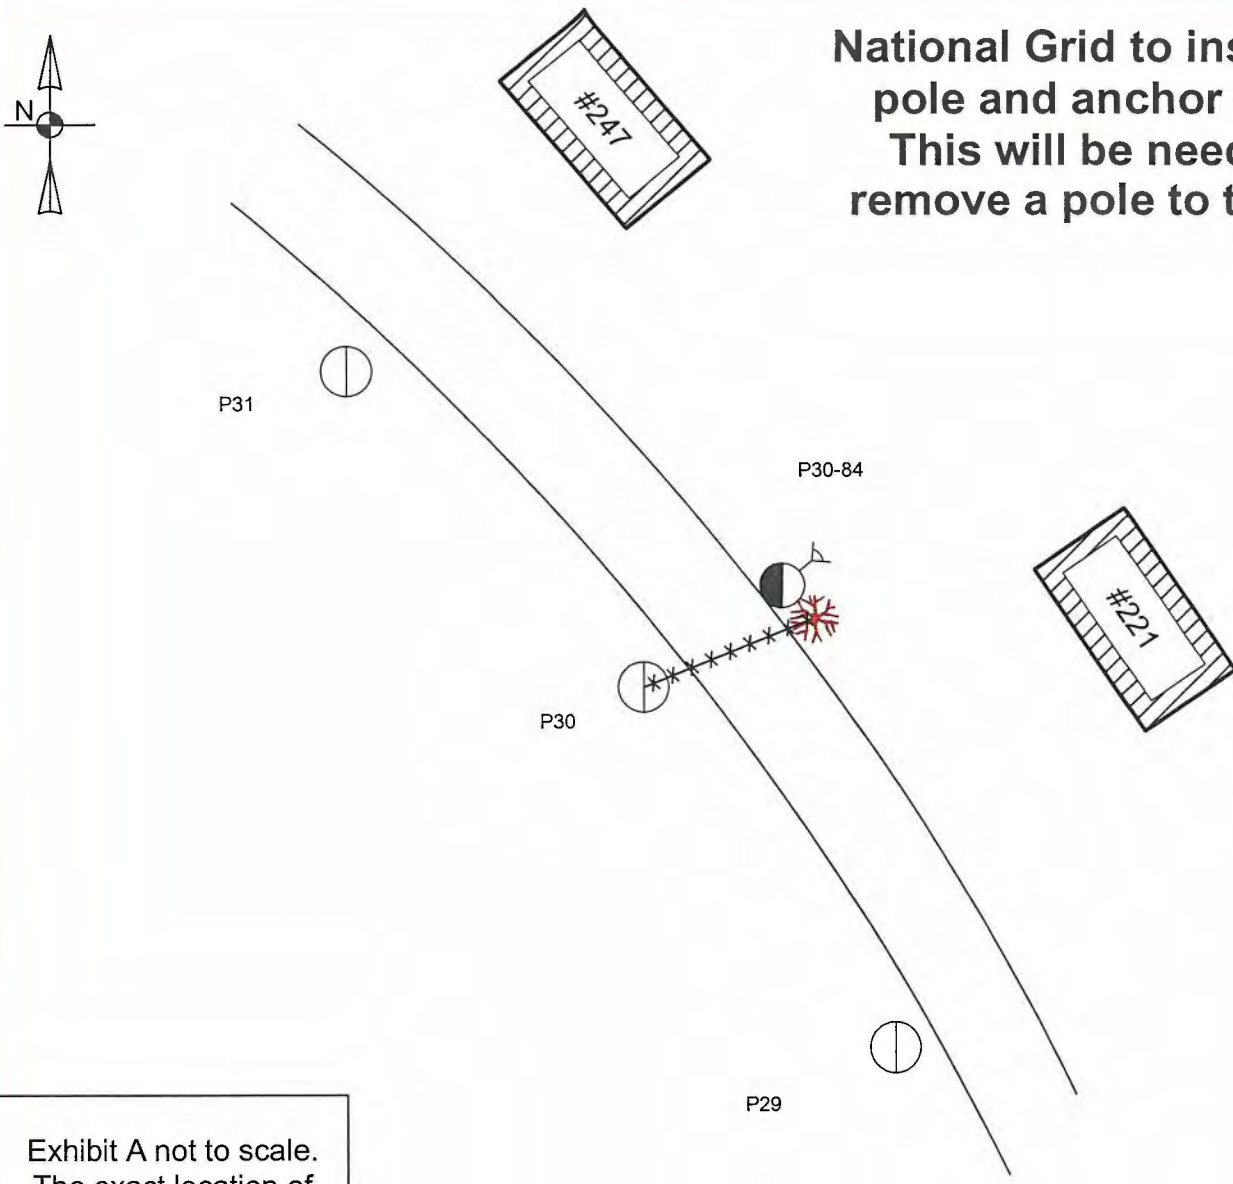 National Grid to ins
pole and anchor
This will be need
remove a pole to t
N
#247
P31
P30-84
#221
P30
P29
Exhibit A not to scale.
The exact location of